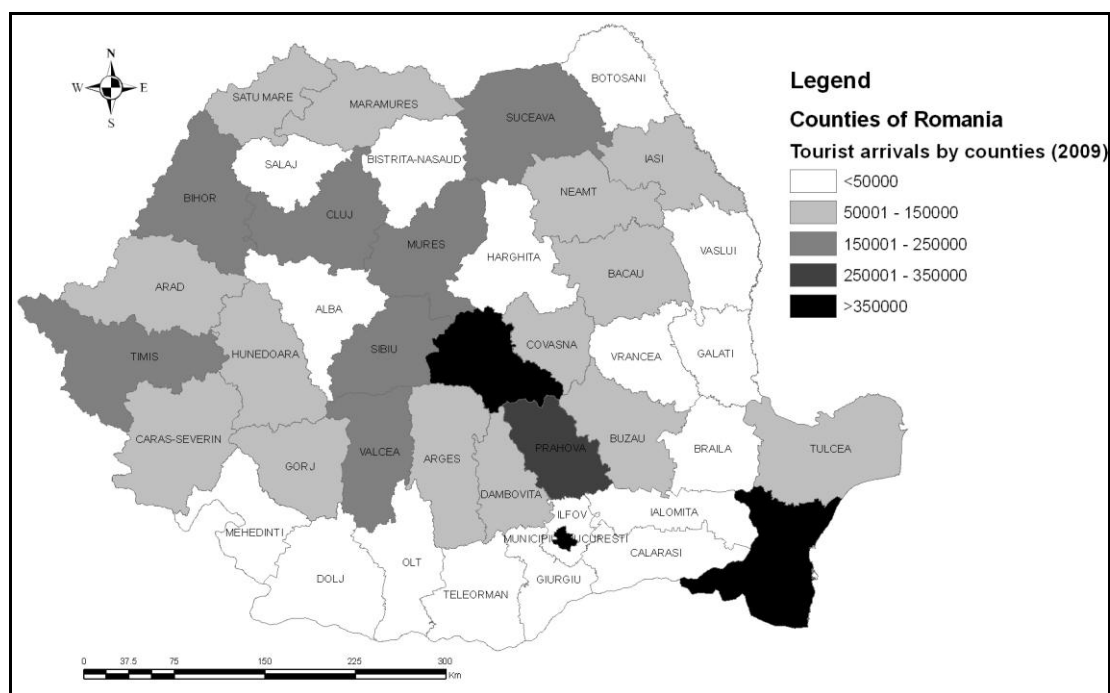 N
W E
S
Legend
Counties of Romania
Tourist arrivals by counties (2009)
<50000
50001 - 150000
150001 - 250000
250001 - 350000
>350000
BOTOSANI
SATU MARE
MARAMURES
SUCEAVA
IASI
SALAJ
BISTRITA-NASAUD
NEAMT
BIHOR
CLUJ
MURES
HARGHITA
VASLUI
BACAU
ARAD
ALBA
TIMIS
HUNEDOARA
SIBIU
COVASNA
VRANCEA
GALATI
CARAS-SEVERIN
GORJ
VALCEA
ARGES
PRAHOVA
BUZAU
BRAILA
TULCEA
DAMBOVITA
ILFOV
IALOMITA
MEHEDINTI
OLT
CALARASI
DOLJ
TELEORMAN
GIURGIU
0 37.5 75 150 225 300
Km